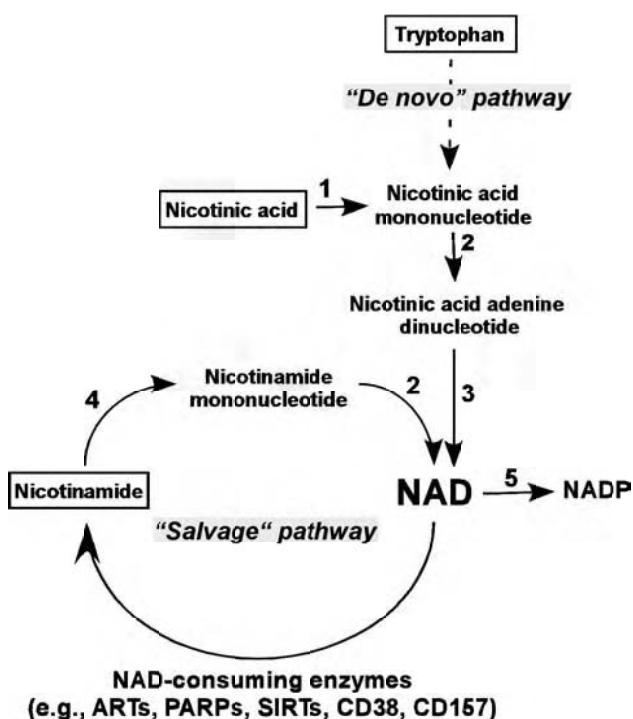 Tryptophan
"De novo" pathway
1
Nicotinic acid
Nicotinic acid
mononucleotide
2
Nicotinic acid adenine
dinucleotide
4
Nicotinamide
mononucleotide
2
3
Nicotinamide
NAD
5
NADP
"Salvage" pathway
NAD-consuming enzymes
(e.g., ARTs, PARPs, SIRTs, CD38, CD157)